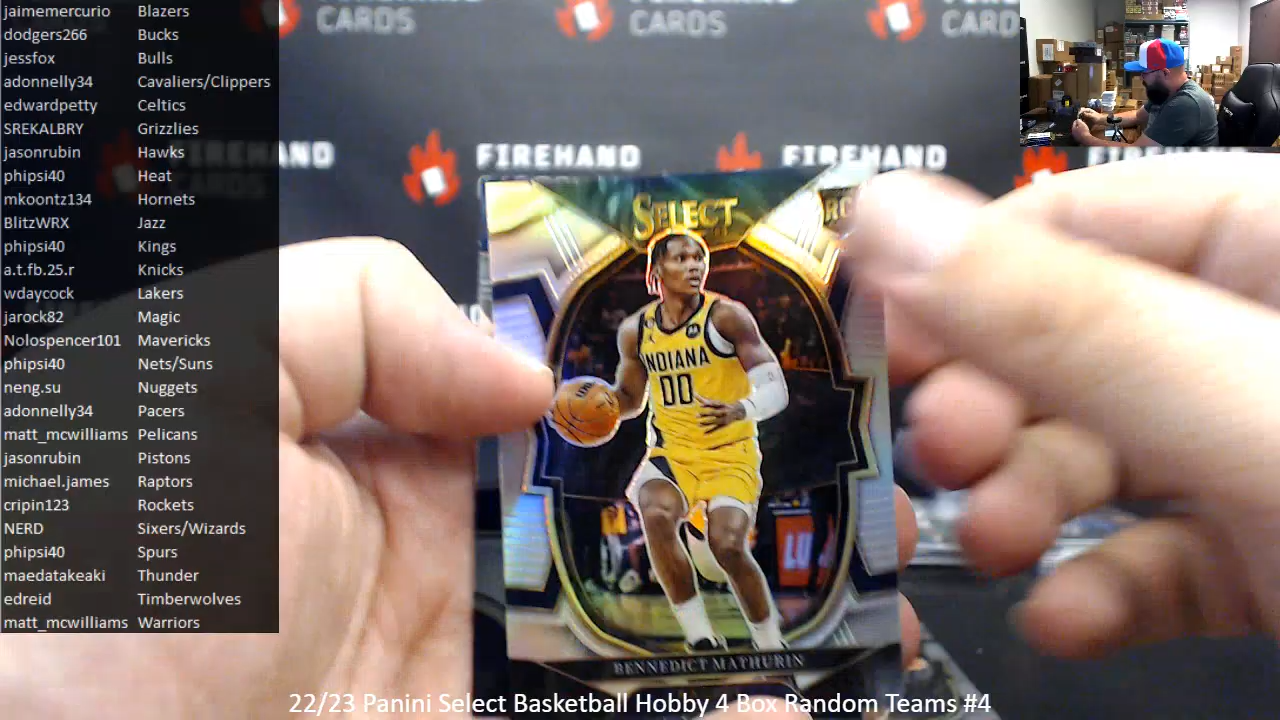 jaimemercurio Blazers
dodgers266 Bucks
jessfox Bulls
adonnelly34 Cavaliers/Clippers
edwardpetty Celtics
SREKALBRY Grizzlies
jasonrubin Hawks
phipsi40 Heat
mkoontz134 Hornets
BlitzWRX Jazz
phipsi40 Kings
a.t.fb.25.r Knicks
wdaycock Lakers
jarock82 Magic
Nolospencer101 Mavericks
phipsi40 Nets/Suns
neng.su Nuggets
adonnelly34 Pacers
matt_mcwilliams Pelicans
jasonrubin Pistons
michael.james Raptors
cripin123 Rockets
NERD Sixers/Wizards
phipsi40 Spurs
maedatakeaki Thunder
edreid Timberwolves
matt_mcwilliams Warriors
FIREHAND CARDS
FIREHAND
FIREHAND
SELECT
RC
INDIANA
00
BENNEDICT MATHURIN
22/23 Panini Select Basketball Hobby 4 Box Random Teams #4